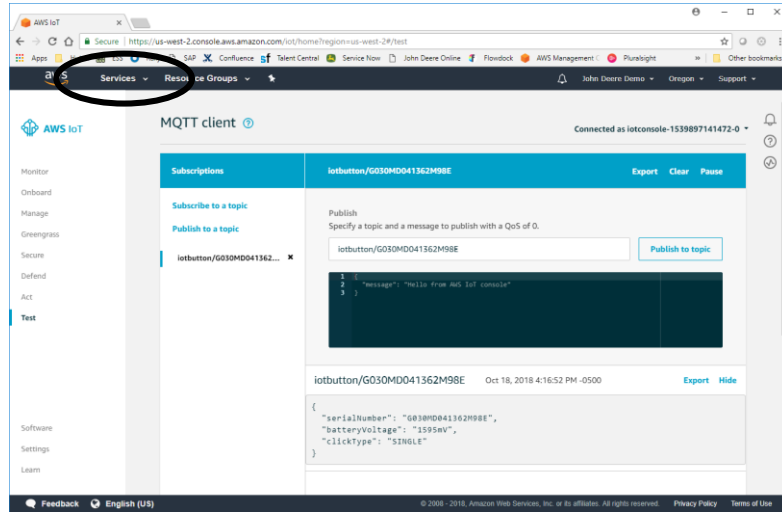 AWS IoT
Secure | https://us-west-2.console.aws.amazon.com/iot/home?region=us-west-2#/test
Apps ESS SAP Confluence Talent Central Service Now John Deere Online Flowdock AWS Management C Pluralsight » Other bookmarks
aws Services Resource Groups John Deere Demo Oregon Support
AWS IoT
MQTT client
Connected as iotconsole-1539897141472-0
Monitor
Onboard
Manage
Greengrass
Secure
Defend
Act
Test
Software
Settings
Learn
Subscriptions
Subscribe to a topic
Publish to a topic
iotbutton/G030MD041362...
iotbutton/G030MD041362M98E Export Clear Pause
Publish
Specify a topic and a message to publish with a QoS of 0.
iotbutton/G030MD041362M98E Publish to topic
1 {
2 "message": "Hello from AWS IoT console"
3 }
iotbutton/G030MD041362M98E Oct 18, 2018 4:16:52 PM -0500 Export Hide
{
"serialNumber": "G030MD041362M98E",
"batteryVoltage": "1595mV",
"clickType": "SINGLE"
}
Feedback English (US) © 2008 - 2018, Amazon Web Services, Inc. or its affiliates. All rights reserved. Privacy Policy Terms of Use